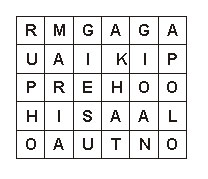 R M G A G A
U A I K I P
P R E H O O
H I S A A L
O A U T N O